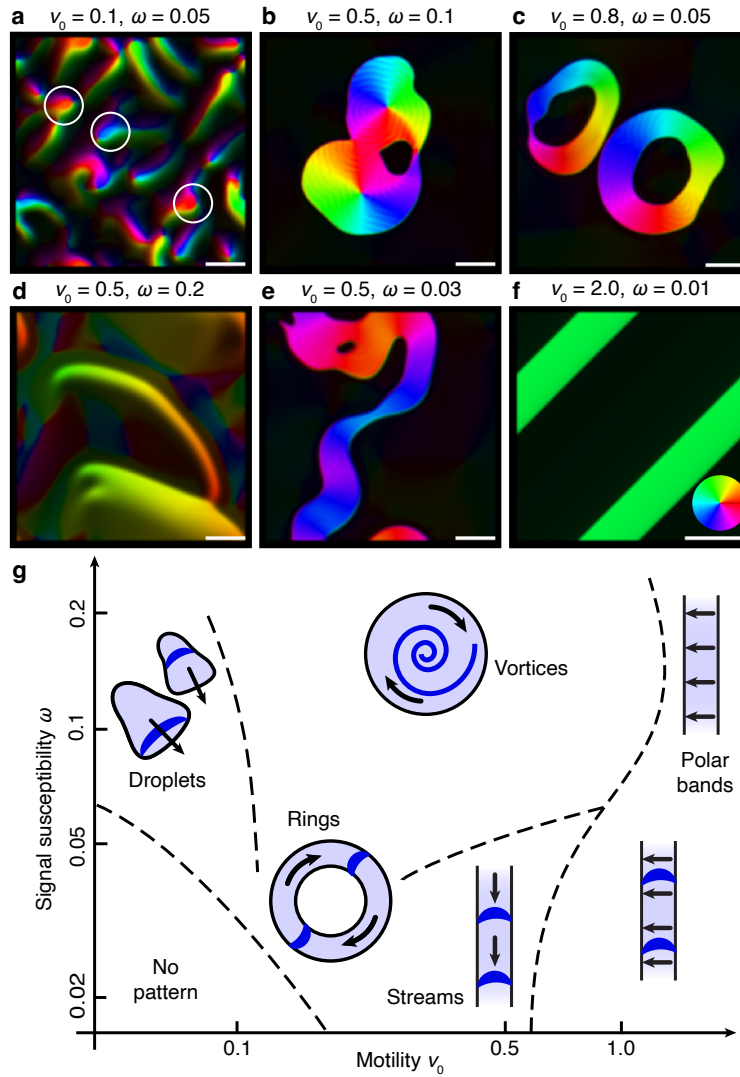 a v₀ = 0.1, ω = 0.05
b v₀ = 0.5, ω = 0.1
c v₀ = 0.8, ω = 0.05
d v₀ = 0.5, ω = 0.2
e v₀ = 0.5, ω = 0.03
f v₀ = 2.0, ω = 0.01
g
Signal susceptibility ω
0.2
0.1
0.05
0.02
Droplets
Vortices
Polar
bands
Rings
No
pattern
Streams
0.1
0.5
1.0
Motility v₀